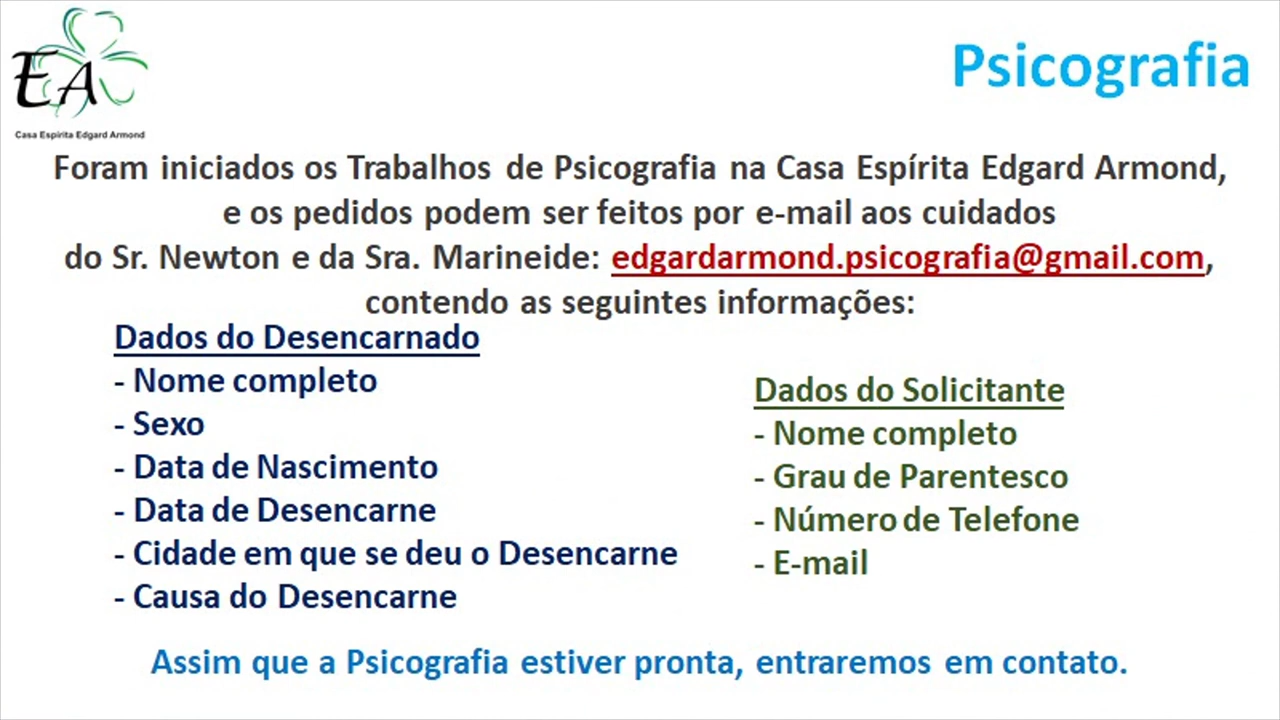 EA
Casa Espírita Edgard Armond
Psicografia
Foram iniciados os Trabalhos de Psicografia na Casa Espírita Edgard Armond,
e os pedidos podem ser feitos por e-mail aos cuidados
do Sr. Newton e da Sra. Marineide: edgardarmond.psicografia@gmail.com,
contendo as seguintes informações:
Dados do Desencarnado
- Nome completo
- Sexo
- Data de Nascimento
- Data de Desencarne
- Cidade em que se deu o Desencarne
- Causa do Desencarne
Dados do Solicitante
- Nome completo
- Grau de Parentesco
- Número de Telefone
- E-mail
Assim que a Psicografia estiver pronta, entraremos em contato.